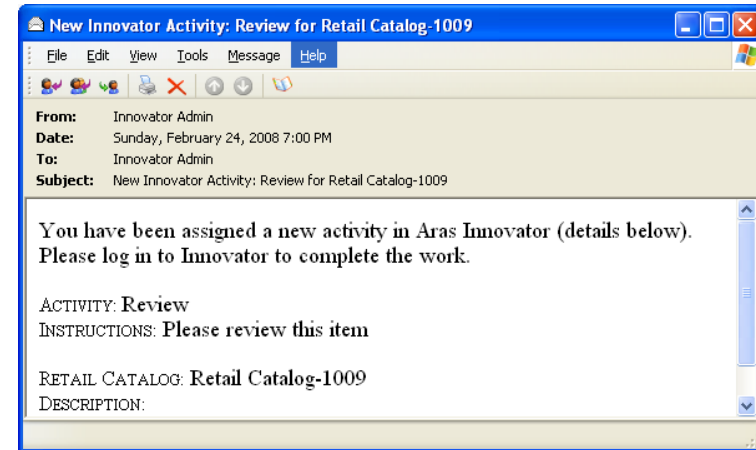 New Innovator Activity: Review for Retail Catalog-1009
File Edit View Tools Message Help
From: Innovator Admin
Date: Sunday, February 24, 2008 7:00 PM
To: Innovator Admin
Subject: New Innovator Activity: Review for Retail Catalog-1009
You have been assigned a new activity in Aras Innovator (details below).
Please log in to Innovator to complete the work.
ACTIVITY: Review
INSTRUCTIONS: Please review this item
RETAIL CATALOG: Retail Catalog-1009
DESCRIPTION: